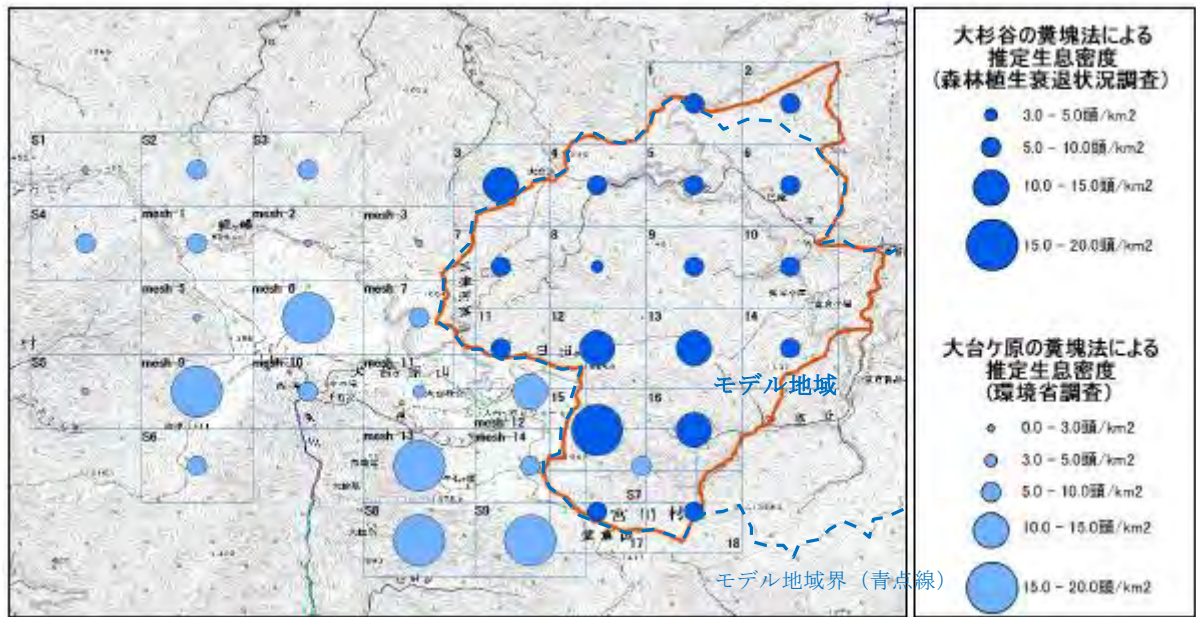 1
2
S1
S2
S3
3
4
5
6
S4
mesh-1
mesh-2
mesh-3
7
8
9
10
mesh-5
mesh-6
mesh-7
11
12
13
14
S5
mesh-9
mesh-10
mesh-11
モデル地域
15
16
mesh-12
S6
mesh-13
mesh-14
S7
S8
S9
宮川村
17
18
モデル地域界(青点線)
大杉谷の糞塊法による
推定生息密度
(森林植生衰退状況調査)
3.0 - 5.0頭/km2
5.0 - 10.0頭/km2
10.0 - 15.0頭/km2
15.0 - 20.0頭/km2
大台ケ原の糞塊法による
推定生息密度
(環境省調査)
0.0 - 3.0頭/km2
3.0 - 5.0頭/km2
5.0 - 10.0頭/km2
10.0 - 15.0頭/km2
15.0 - 20.0頭/km2